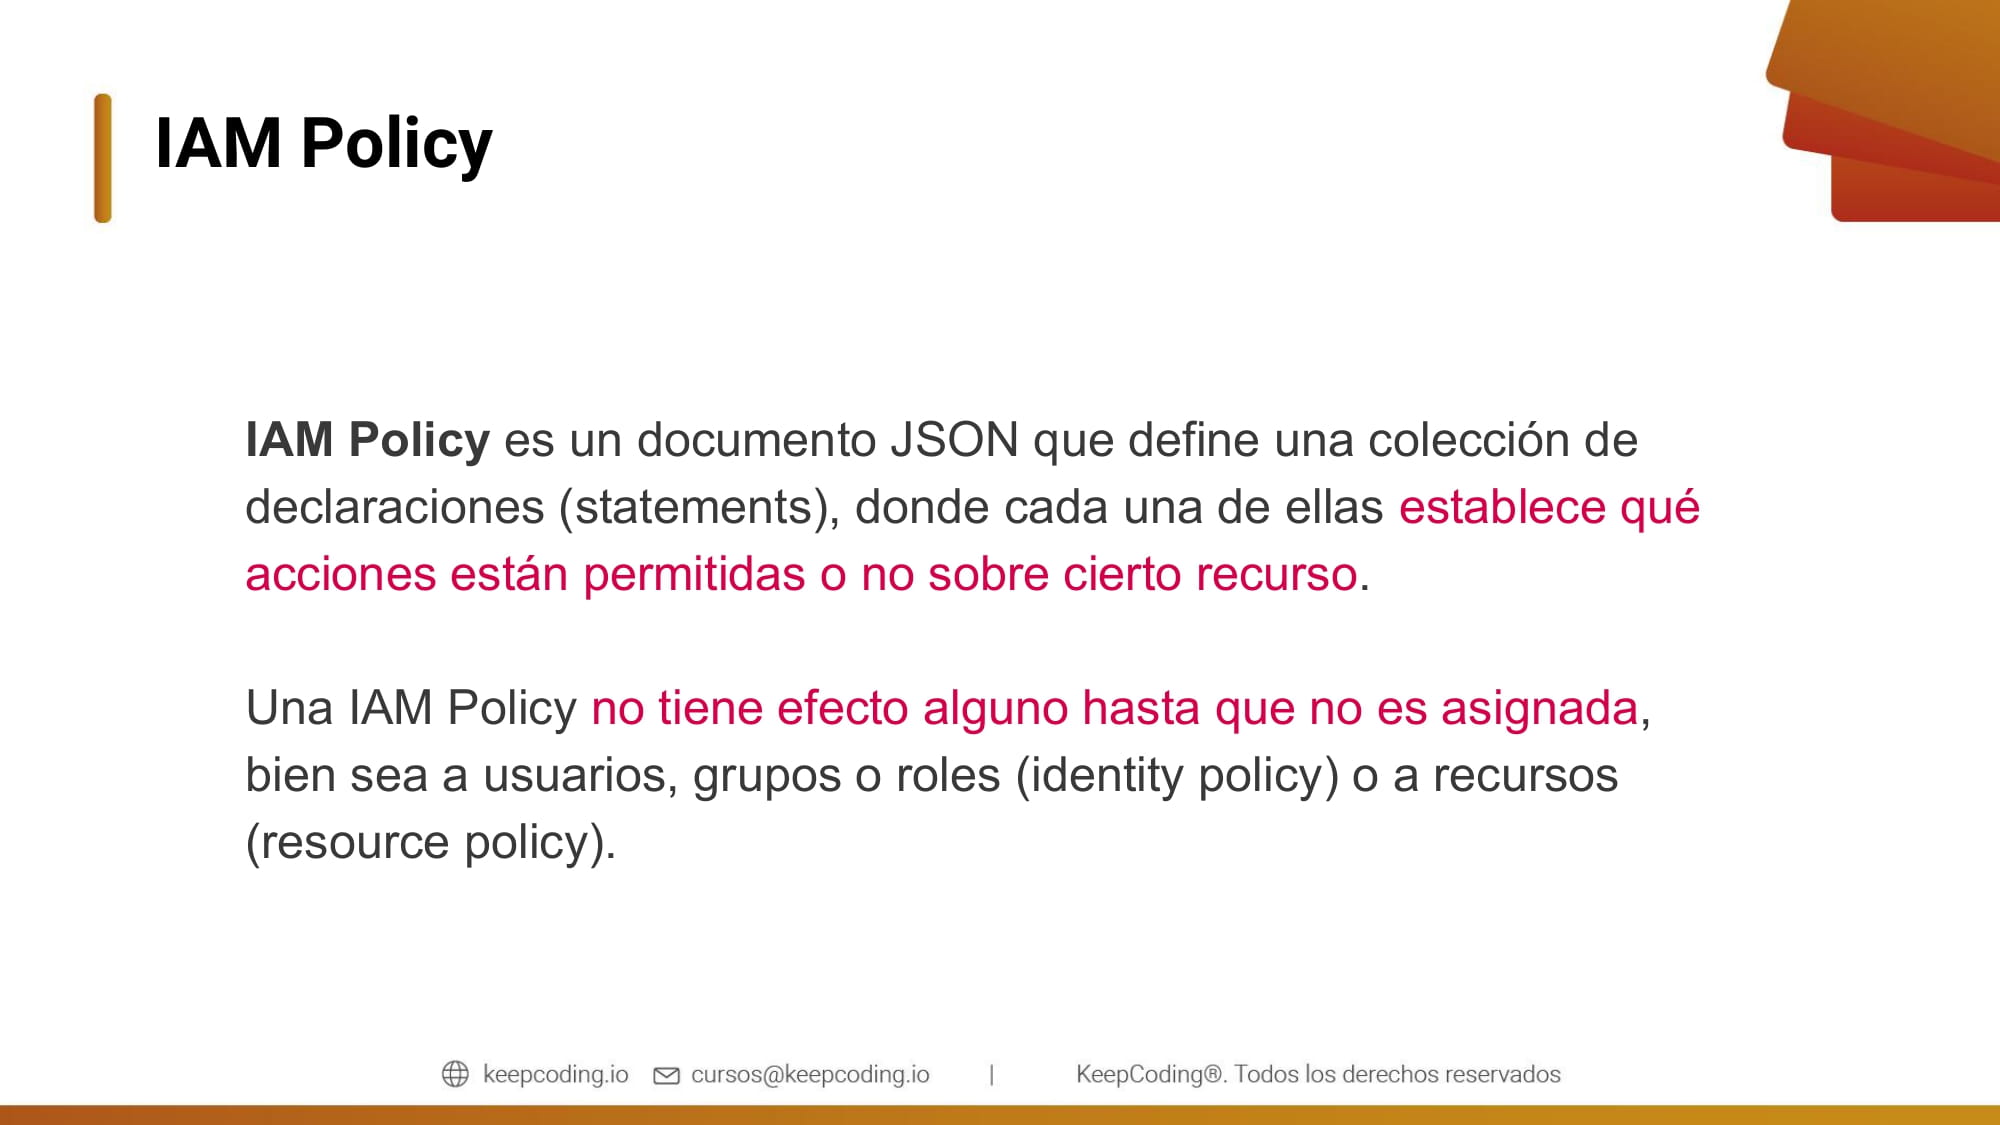 IAM Policy
IAM Policy es un documento JSON que define una colección de
declaraciones (statements), donde cada una de ellas establece qué
acciones están permitidas o no sobre cierto recurso.
Una IAM Policy no tiene efecto alguno hasta que no es asignada,
bien sea a usuarios, grupos o roles (identity policy) o a recursos
(resource policy).
keepcoding.io cursos@keepcoding.io | KeepCoding®. Todos los derechos reservados